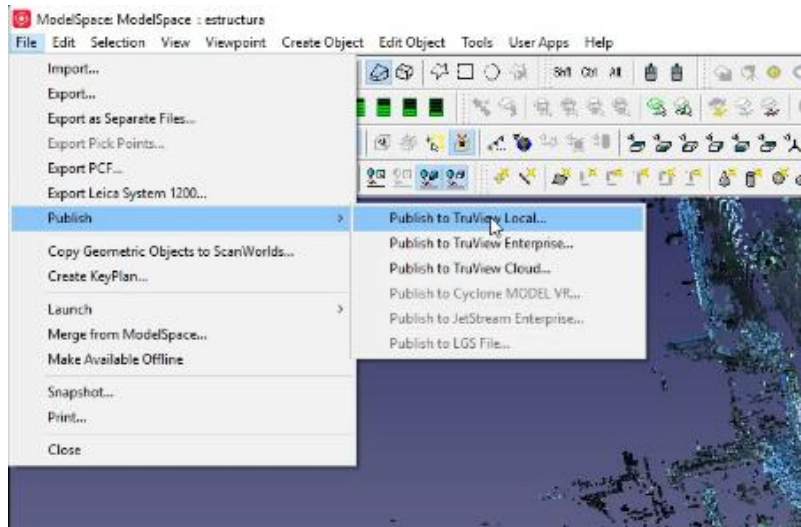 ModelSpace: ModelSpace : estructura
File Edit Selection View Viewpoint Create Object Edit Object Tools User Apps Help
Import...
Export...
Export as Separate Files...
Export Pick Points...
Export PCF...
Export Leica System 1200...
Publish >
Publish to TruView Local...
Publish to TruView Enterprise...
Publish to TruView Cloud...
Publish to Cyclone MODEL VR...
Publish to JetStream Enterprise...
Publish to LGS File...
Copy Geometric Objects to ScanWorlds...
Create KeyPlan...
Launch >
Merge from ModelSpace...
Make Available Offline
Snapshot...
Print...
Close